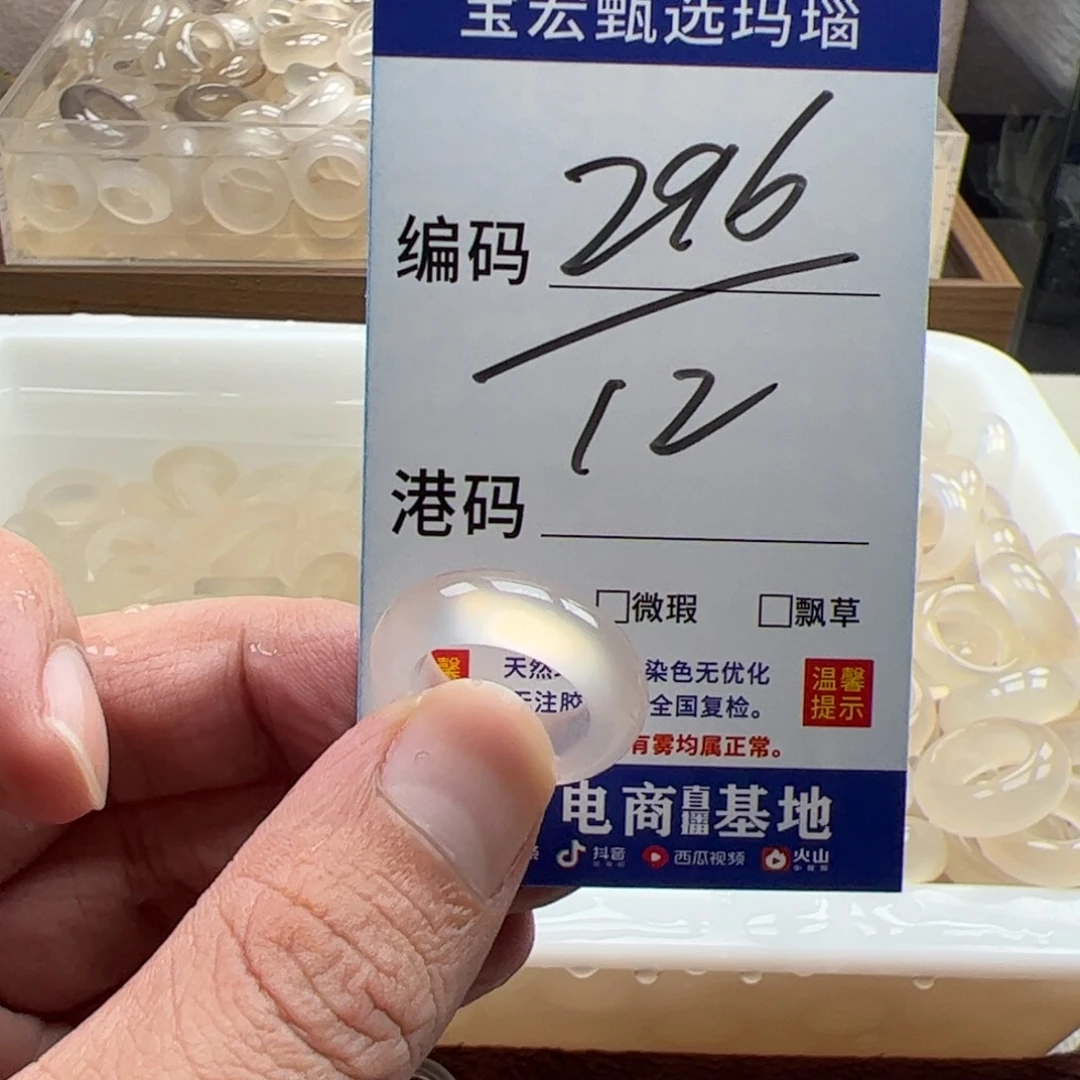 宝宏甄选玛瑙
编码 296
12
港码
□微瑕 □飘草
馨 天然 染色无优化 温馨
无注胶 全国复检。 提示
有雾均属正常。
电商直播基地
条 抖音 西瓜视频 火山